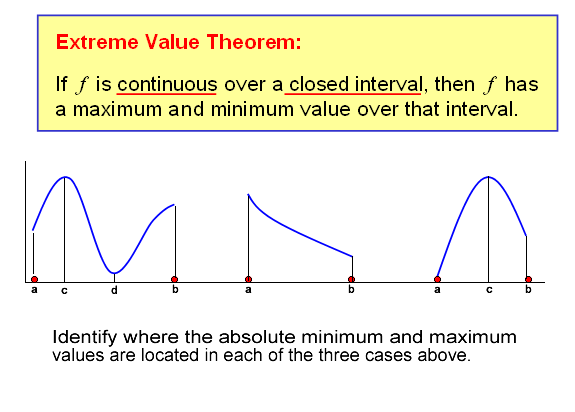 Extreme Value Theorem:
If f is continuous over a closed interval, then f has
a maximum and minimum value over that interval.
a c d b a b a c b
Identify where the absolute minimum and maximum
values are located in each of the three cases above.